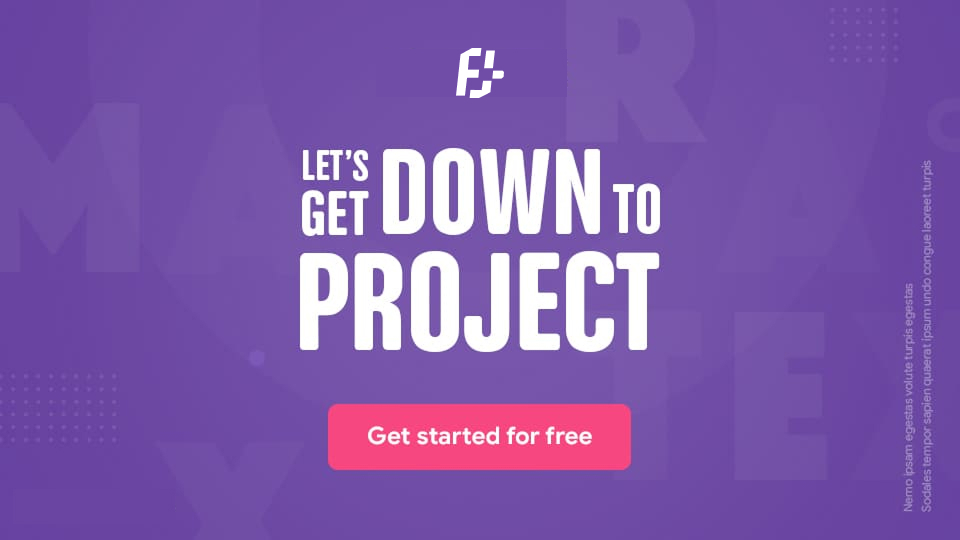 LET'S
GET DOWN TO
PROJECT
Get started for free
Nemo ipsam egestas volute turpis egestas
Sodales tempor sapien quaerat ipsum undo congue laoreet turpis
M A
R
X A
TEX
X